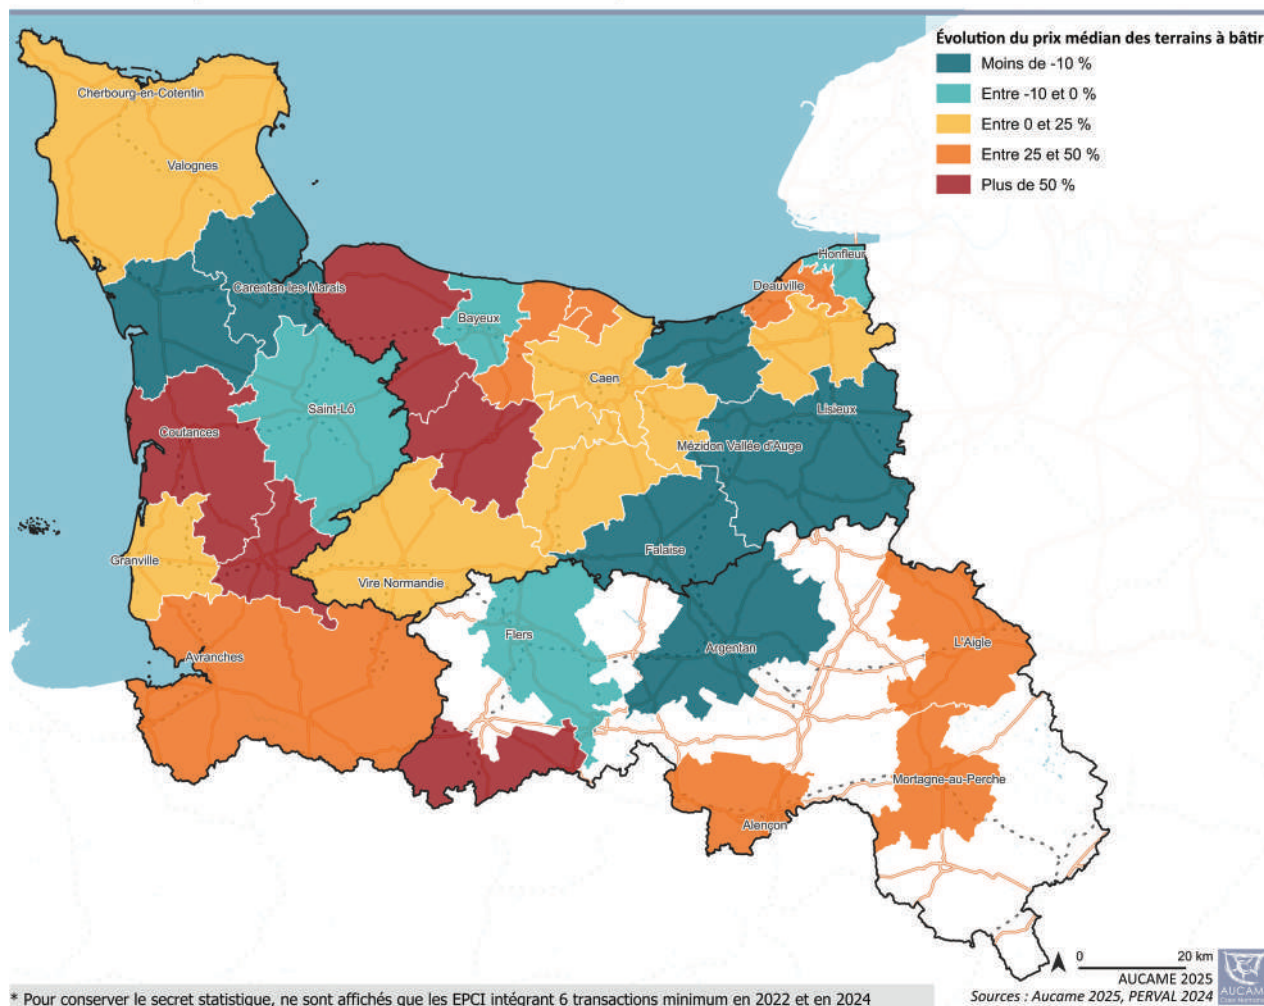 Évolution du prix médian des terrains à bâtir
Moins de -10 %
Entre -10 et 0 %
Entre 0 et 25 %
Entre 25 et 50 %
Plus de 50 %
Cherbourg-en-Cotentin
Valognes
Honfleur
Deauville
Carentan-les-Marais
Bayeux
Caen
Saint-Lô
Lisieux
Coutances
Mézidon Vallée d'Auge
Falaise
Granville
Vire Normandie
Flers
L'Aigle
Argentan
Avranches
Mortagne-au-Perche
Alençon
0 20 km
AUCAME 2025
Sources : Aucame 2025, PERVAL 2024
AUCAME
* Pour conserver le secret statistique, ne sont affichés que les EPCI intégrant 6 transactions minimum en 2022 et en 2024